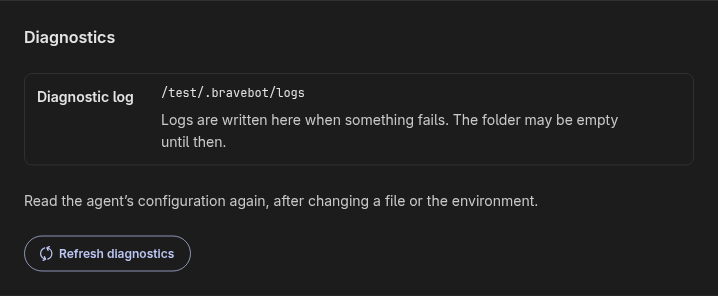 Diagnostics
Diagnostic log
/test/.bravebot/logs
Logs are written here when something fails. The folder may be empty
until then.
Read the agent’s configuration again, after changing a file or the environment.
Refresh diagnostics